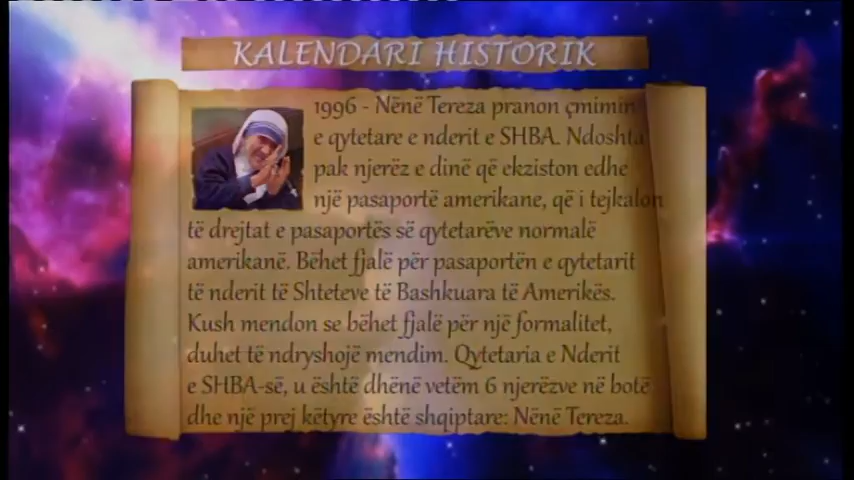 KALENDARI HISTORIK
1996 - Nënë Tereza pranon çmimin
e qytetare e nderit e SHBA. Ndoshta
pak njerëz e dinë që ekziston edhe
një pasaportë amerikane, që i tejkalon
të drejtat e pasaportës së qytetarëve normalë
amerikanë. Bëhet fjalë për pasaportën e qytetarit
të nderit të Shteteve të Bashkuara të Amerikës.
Kush mendon se bëhet fjalë për një formalitet,
duhet të ndryshojë mendim. Qytetaria e Nderit
e SHBA-së, u është dhënë vetëm 6 njerëzve në botë
dhe një prej këtyre është shqiptare: Nënë Tereza.